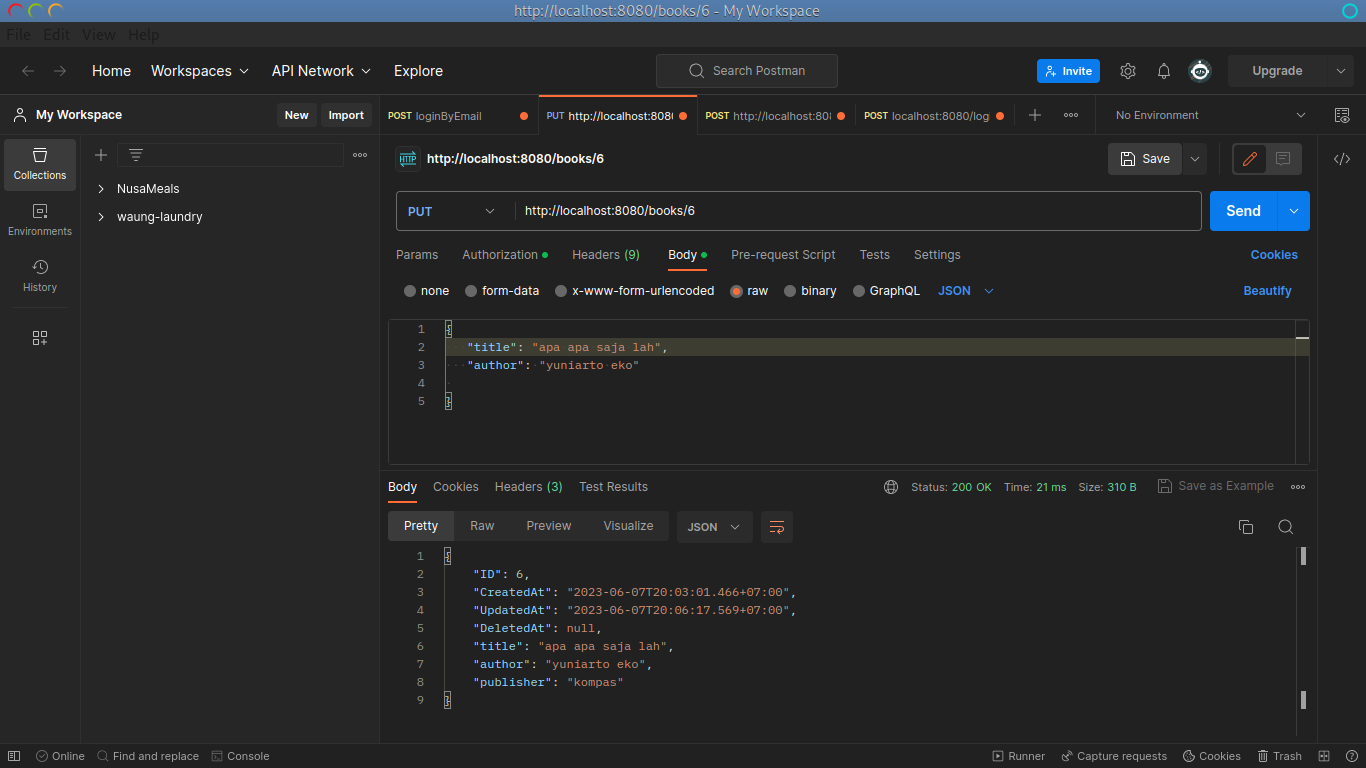 http://localhost:8080/books/6 - My Workspace
File Edit View Help
Home Workspaces API Network Explore Search Postman Invite Upgrade
My Workspace New Import POST loginByEmail PUT http://localhost:808 POST http://localhost:80 POST localhost:8080/log No Environment
Collections
Environments
History
NusaMeals
waung-laundry
HTTP http://localhost:8080/books/6 Save
PUT http://localhost:8080/books/6 Send
Params Authorization Headers (9) Body Pre-request Script Tests Settings Cookies
none form-data x-www-form-urlencoded raw binary GraphQL JSON Beautify
1 {
2 "title": "apa apa saja lah",
3 "author": "yuniarto eko"
4
5 }
Body Cookies Headers (3) Test Results Status: 200 OK Time: 21 ms Size: 310 B Save as Example
Pretty Raw Preview Visualize JSON
1 {
2 "ID": 6,
3 "CreatedAt": "2023-06-07T20:03:01.466+07:00",
4 "UpdatedAt": "2023-06-07T20:06:17.569+07:00",
5 "DeletedAt": null,
6 "title": "apa apa saja lah",
7 "author": "yuniarto eko",
8 "publisher": "kompas"
9 }
Online Find and replace Console Runner Capture requests Cookies Trash